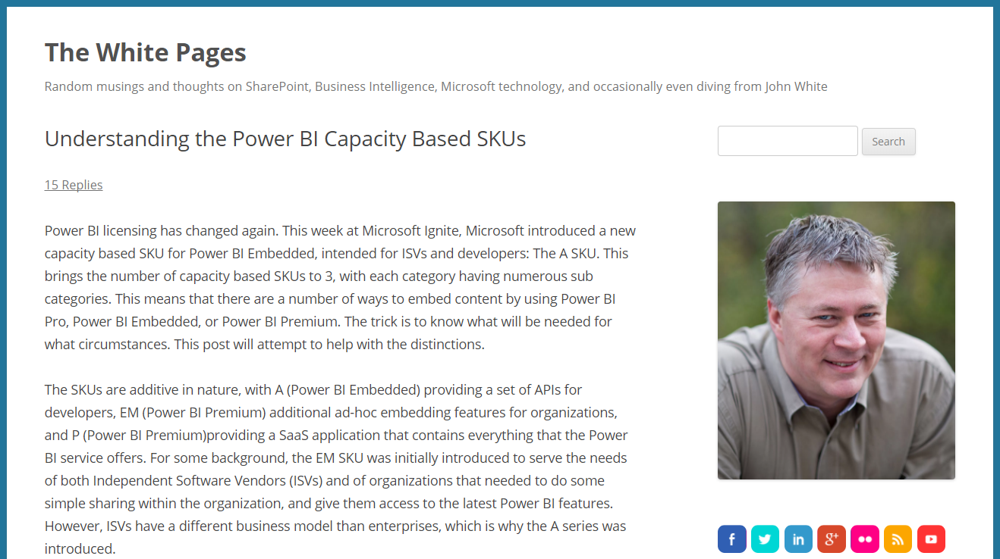 The White Pages
Random musings and thoughts on SharePoint, Business Intelligence, Microsoft technology, and occasionally even diving from John White
Understanding the Power BI Capacity Based SKUs
Search
15 Replies
Power BI licensing has changed again. This week at Microsoft Ignite, Microsoft introduced a new
capacity based SKU for Power BI Embedded, intended for ISVs and developers: The A SKU. This
brings the number of capacity based SKUs to 3, with each category having numerous sub
categories. This means that there are a number of ways to embed content by using Power BI
Pro, Power BI Embedded, or Power BI Premium. The trick is to know what will be needed for
what circumstances. This post will attempt to help with the distinctions.
The SKUs are additive in nature, with A (Power BI Embedded) providing a set of APIs for
developers, EM (Power BI Premium) additional ad-hoc embedding features for organizations,
and P (Power BI Premium)providing a SaaS application that contains everything that the Power
BI service offers. For some background, the EM SKU was initially introduced to serve the needs
of both Independent Software Vendors (ISVs) and of organizations that needed to do some
simple sharing within the organization, and give them access to the latest Power BI features.
However, ISVs have a different business model than enterprises, which is why the A series was
introduced.
f
in
g+